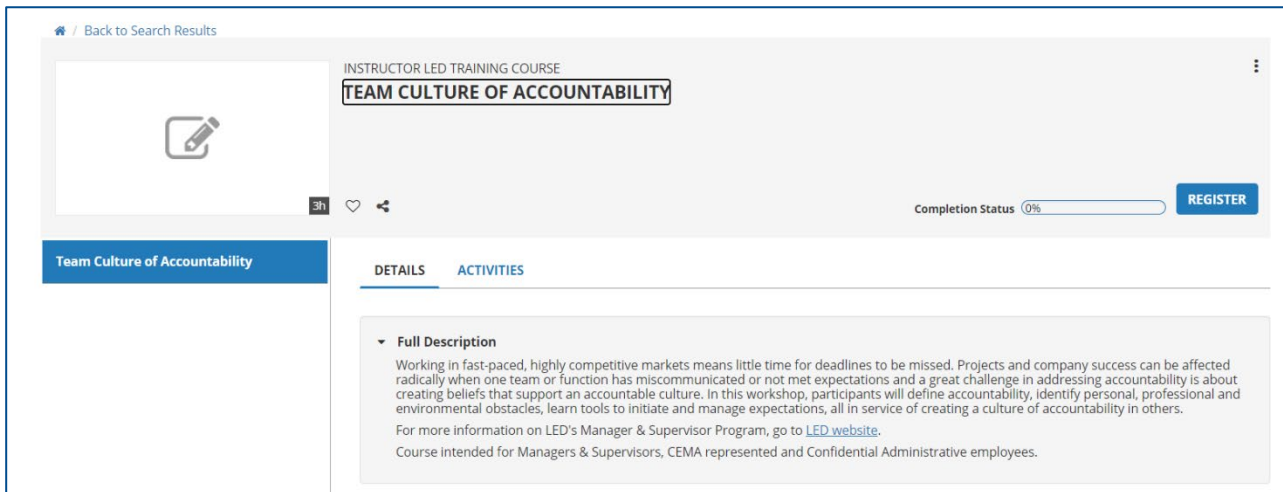 / Back to Search Results
INSTRUCTOR LED TRAINING COURSE
TEAM CULTURE OF ACCOUNTABILITY
3h
Completion Status 0%
REGISTER
Team Culture of Accountability
DETAILS ACTIVITIES
Full Description
Working in fast-paced, highly competitive markets means little time for deadlines to be missed. Projects and company success can be affected
radically when one team or function has miscommunicated or not met expectations and a great challenge in addressing accountability is about
creating beliefs that support an accountable culture. In this workshop, participants will define accountability, identify personal, professional and
environmental obstacles, learn tools to initiate and manage expectations, all in service of creating a culture of accountability in others.
For more information on LED's Manager & Supervisor Program, go to LED website.
Course intended for Managers & Supervisors, CEMA represented and Confidential Administrative employees.